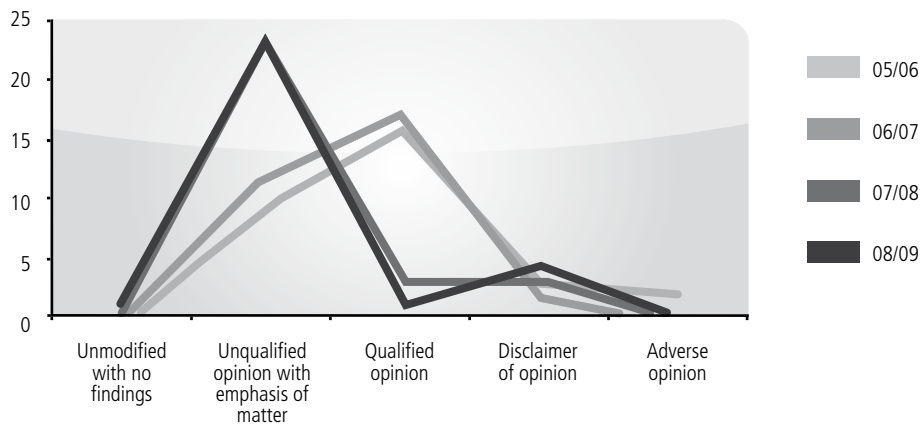 25
20
15
10
5
0
Unmodified
with no
findings
Unqualified
opinion with
emphasis of
matter
Qualified
opinion
Disclaimer
of opinion
Adverse
opinion
05/06
06/07
07/08
08/09